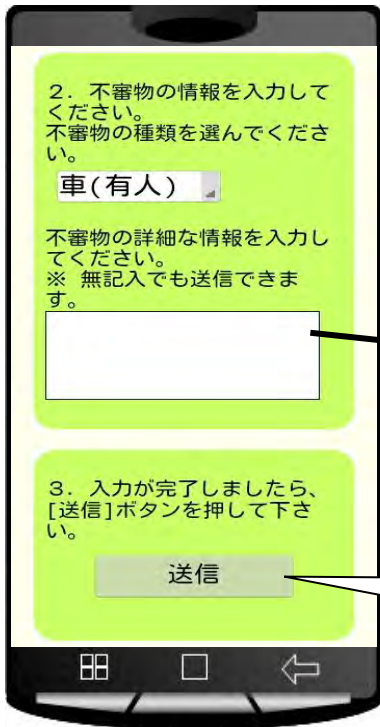 2. 不審物の情報を入力して
ください。
不審物の種類を選んでくださ
い。
車(有人)
不審物の詳細な情報を入力し
てください。
※ 無記入でも送信できま
す。
3. 入力が完了しましたら、
[送信]ボタンを押して下さ
い。
送信